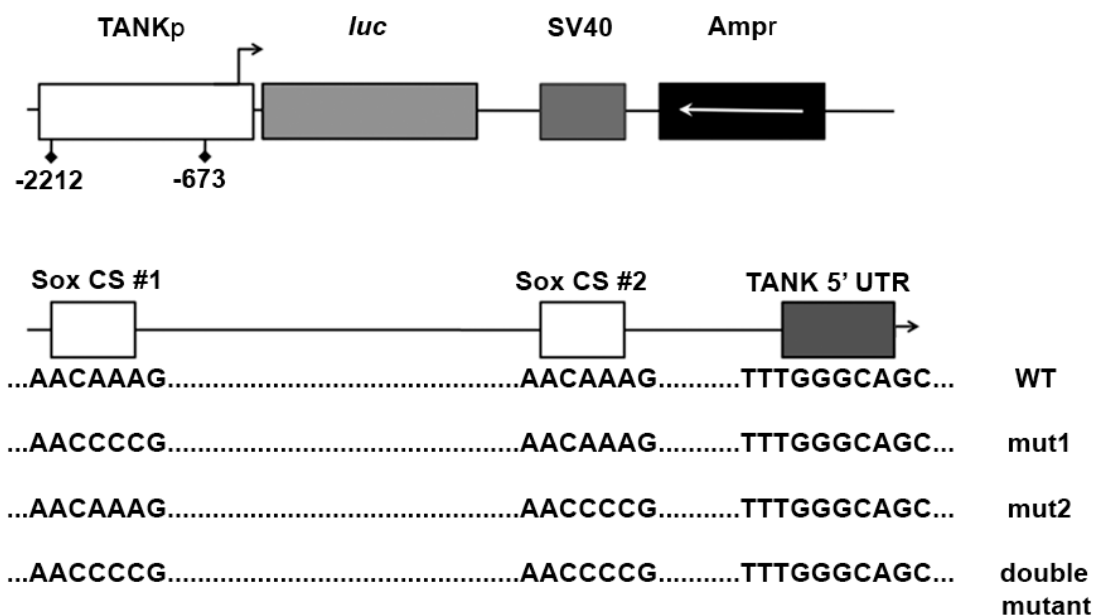 TANKp luc SV40 Ampr
-2212 -673
Sox CS #1 Sox CS #2 TANK 5’ UTR
...AACAAAG...........................................AACAAAG..........TTTGGGCAGC... WT
...AACCCCG...........................................AACAAAG..........TTTGGGCAGC... mut1
...AACAAAG...........................................AACCCCG..........TTTGGGCAGC... mut2
...AACCCCG...........................................AACCCCG..........TTTGGGCAGC... double
mutant